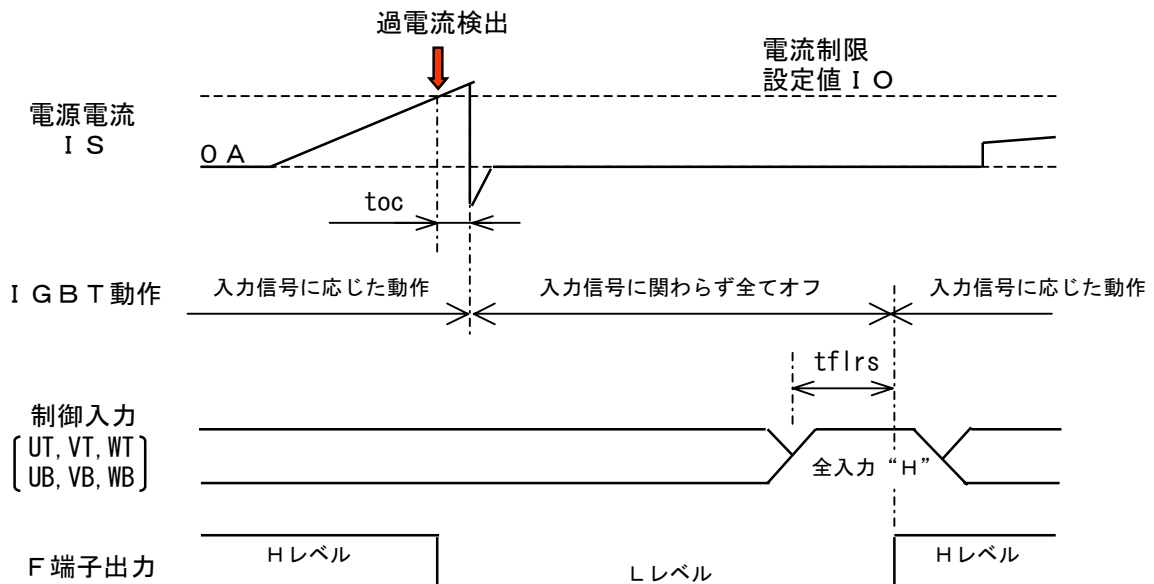 過電流検出
電流制限
設定値ＩＯ
電源電流
ＩＳ
０Ａ
toc
ＩＧＢＴ動作
入力信号に応じた動作
入力信号に関わらず全てオフ
入力信号に応じた動作
tflrs
制御入力
UT, VT, WT
UB, VB, WB
全入力“Ｈ”
Ｆ端子出力
Ｈレベル
Ｌレベル
Ｈレベル